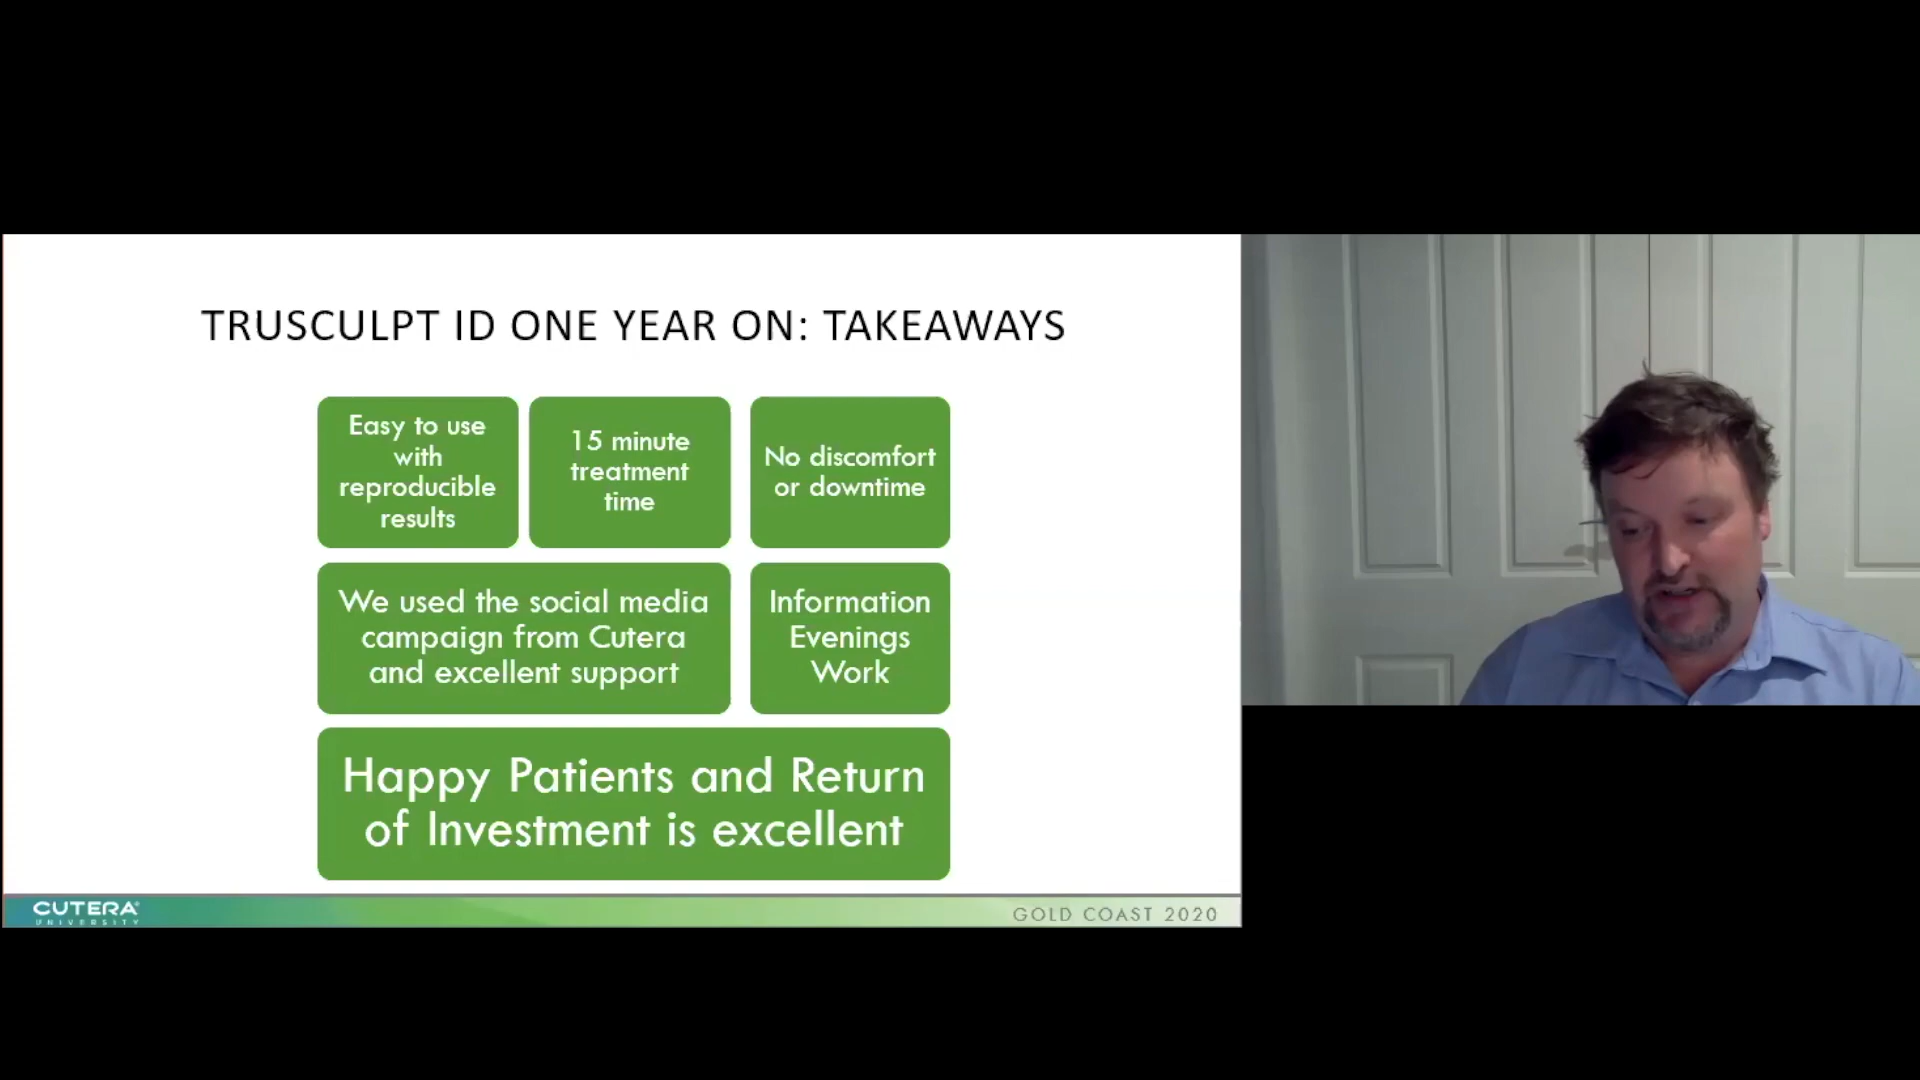 TRUSCULPT ID ONE YEAR ON: TAKEAWAYS
Easy to use
with
reproducible
results
15 minute
treatment
time
No discomfort
or downtime
We used the social media
campaign from Cutera
and excellent support
Information
Evenings
Work
Happy Patients and Return
of Investment is excellent
CUTERA®
UNIVERSITY
GOLD COAST 2020